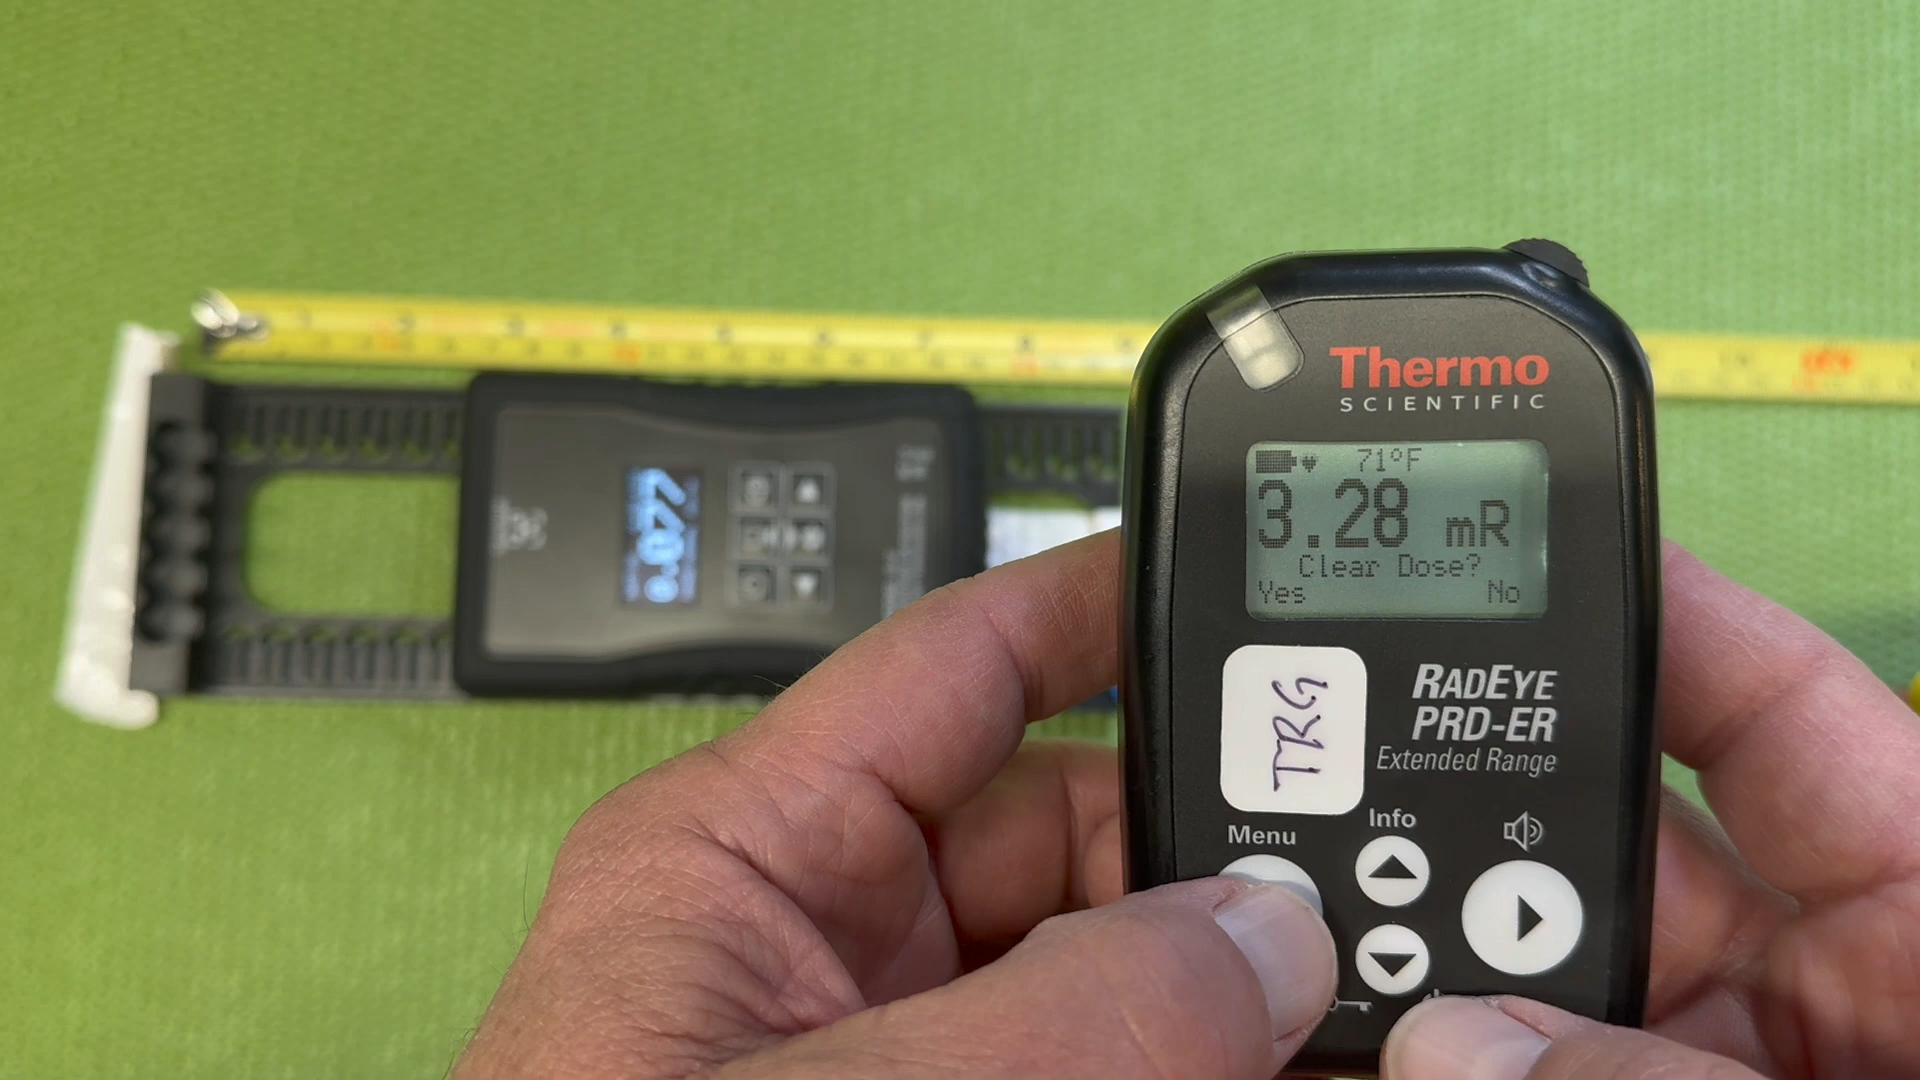 Thermo
SCIENTIFIC
71°F
3.28 mR
Clear Dose?
Yes No
TRG
RADEYE
PRD-ER
Extended Range
Menu
Info